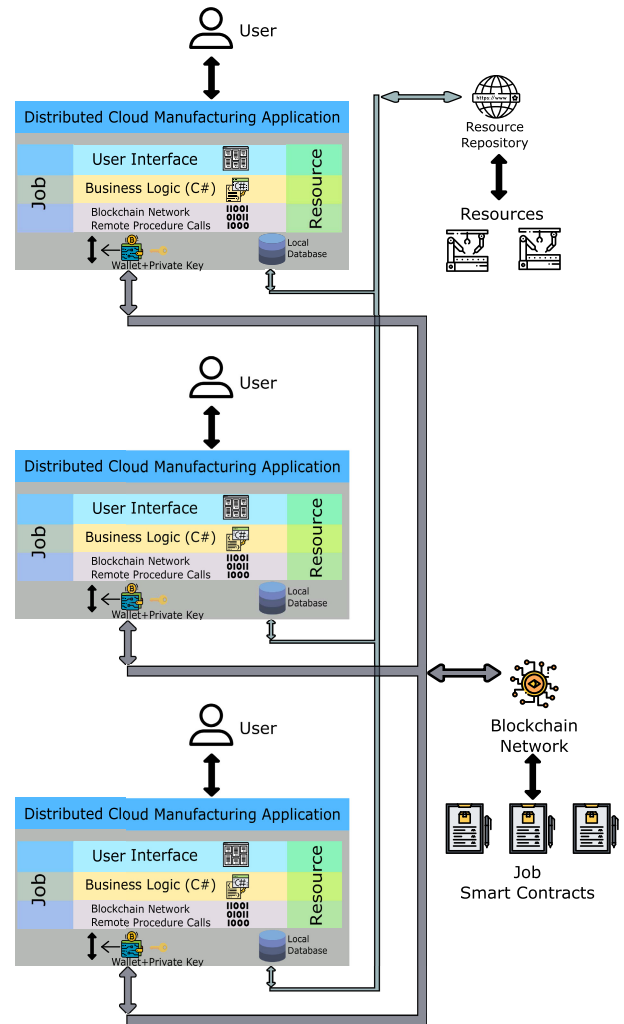 User
Distributed Cloud Manufacturing Application
Job
User Interface
Business Logic (C#)
C#
Blockchain Network
Remote Procedure Calls
11001
01011
1000
Resource
Wallet+Private Key
Local
Database
https://www
Resource
Repository
Resources
User
Distributed Cloud Manufacturing Application
Job
User Interface
Business Logic (C#)
C#
Blockchain Network
Remote Procedure Calls
11001
01011
1000
Resource
Wallet+Private Key
Local
Database
User
Distributed Cloud Manufacturing Application
Job
User Interface
Business Logic (C#)
C#
Blockchain Network
Remote Procedure Calls
11001
01011
1000
Resource
Wallet+Private Key
Local
Database
Blockchain
Network
Job
Smart Contracts